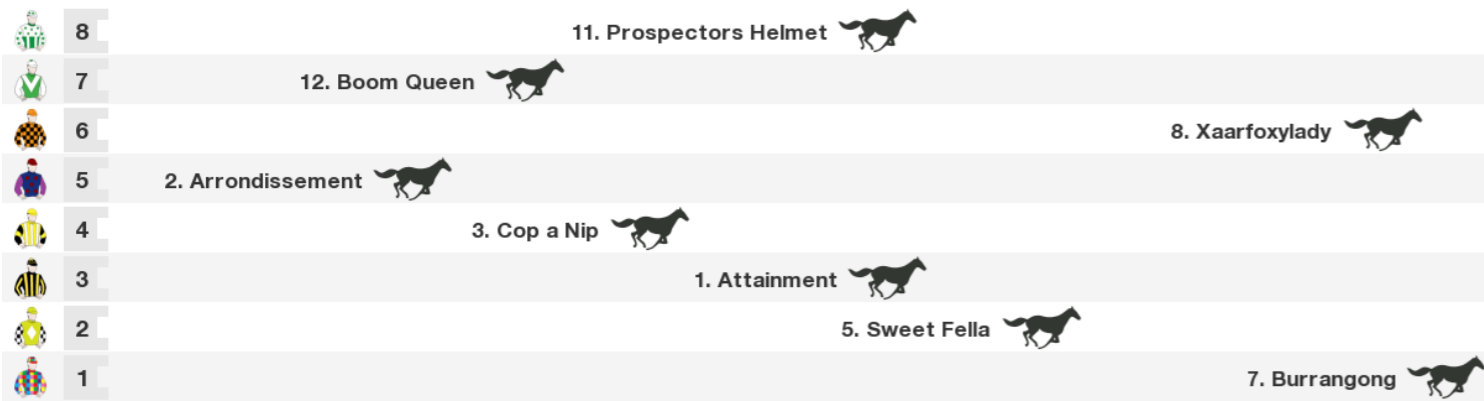 8 11. Prospectors Helmet
7 12. Boom Queen
6 8. Xaarfoxylady
5 2. Arrondissement
4 3. Cop a Nip
3 1. Attainment
2 5. Sweet Fella
1 7. Burrangong